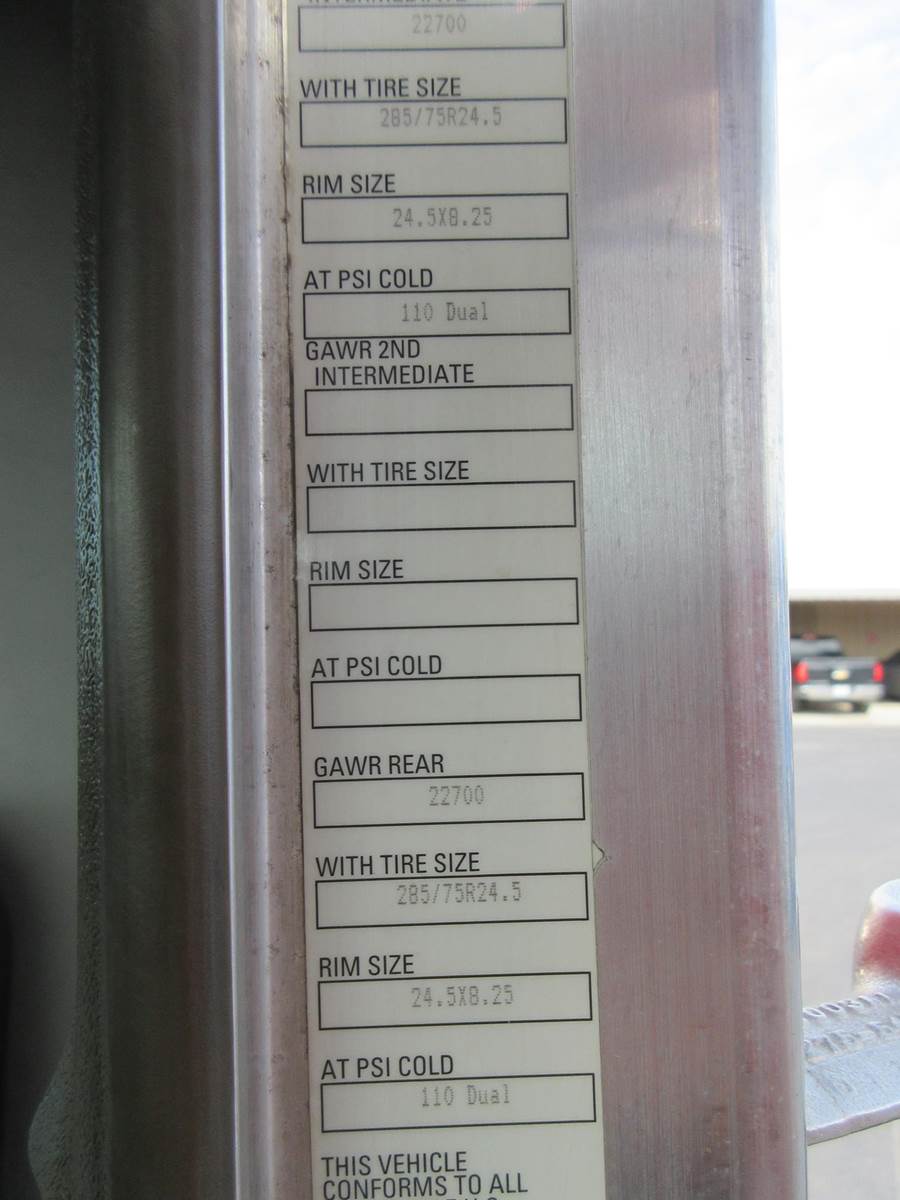 INTERMEDIATE
22700
WITH TIRE SIZE
285/75R24.5
RIM SIZE
24.5X8.25
AT PSI COLD
110 Dual
GAWR 2ND
INTERMEDIATE
WITH TIRE SIZE
RIM SIZE
AT PSI COLD
GAWR REAR
22700
WITH TIRE SIZE
285/75R24.5
RIM SIZE
24.5X8.25
AT PSI COLD
110 Dual
THIS VEHICLE
CONFORMS TO ALL